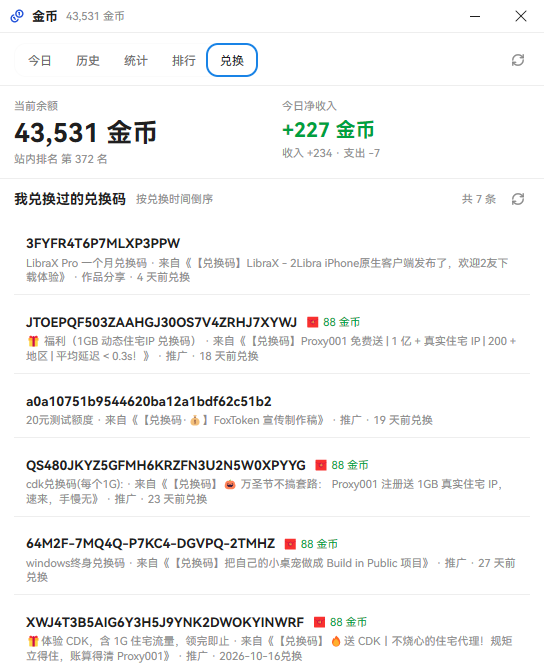 金币 43,531 金币
今日 历史 统计 排行 兑换
当前余额 今日净收入
43,531 金币 +227 金币
站内排名 第 372 名 收入 +234 · 支出 -7
我兑换过的兑换码 按兑换时间倒序 共 7 条
3FYFR4T6P7MLXP3PPW
LibraX Pro 一个月兑换码 · 来自《【兑换码】LibraX - 2Libra iPhone原生客户端发布了，欢迎2友下
载体验》 · 作品分享 · 4 天前兑换
JTOEPQF503ZAAHGJ30OS7V4ZRHJ7XYWJ 88 金币
🎁 福利（1GB 动态住宅IP 兑换码） · 来自《【兑换码】Proxy001 免费送 | 1 亿 + 真实住宅 IP | 200 +
地区 | 平均延迟 < 0.3s！》 · 推广 · 18 天前兑换
a0a10751b9544620ba12a1bdf62c51b2
20元测试额度 · 来自《【兑换码·💰】FoxToken 宣传制作稿》 · 推广 · 19 天前兑换
QS480JKYZ5GFMH6KRZFN3U2N5W0XPYYG 88 金币
cdk兑换码(每个1G): · 来自《【兑换码】🎃 万圣节不搞套路： Proxy001 注册送 1GB 真实住宅 IP，
速来，手慢无》 · 推广 · 23 天前兑换
64M2F-7MQ4Q-P7KC4-DGVPQ-2TMHZ 88 金币
windows终身兑换码 · 来自《【兑换码】把自己的小桌宠做成 Build in Public 项目》 · 推广 · 27 天前
兑换
XWJ4T3B5AIG6Y3H5J9YNK2DWOKYINWRF 88 金币
🎁体验 CDK，含 1G 住宅流量，领完即止 · 来自《【兑换码】🔥送 CDK丨不烧心的住宅代理！规矩
立得住，账算得清 Proxy001》 · 推广 · 2026-10-16兑换